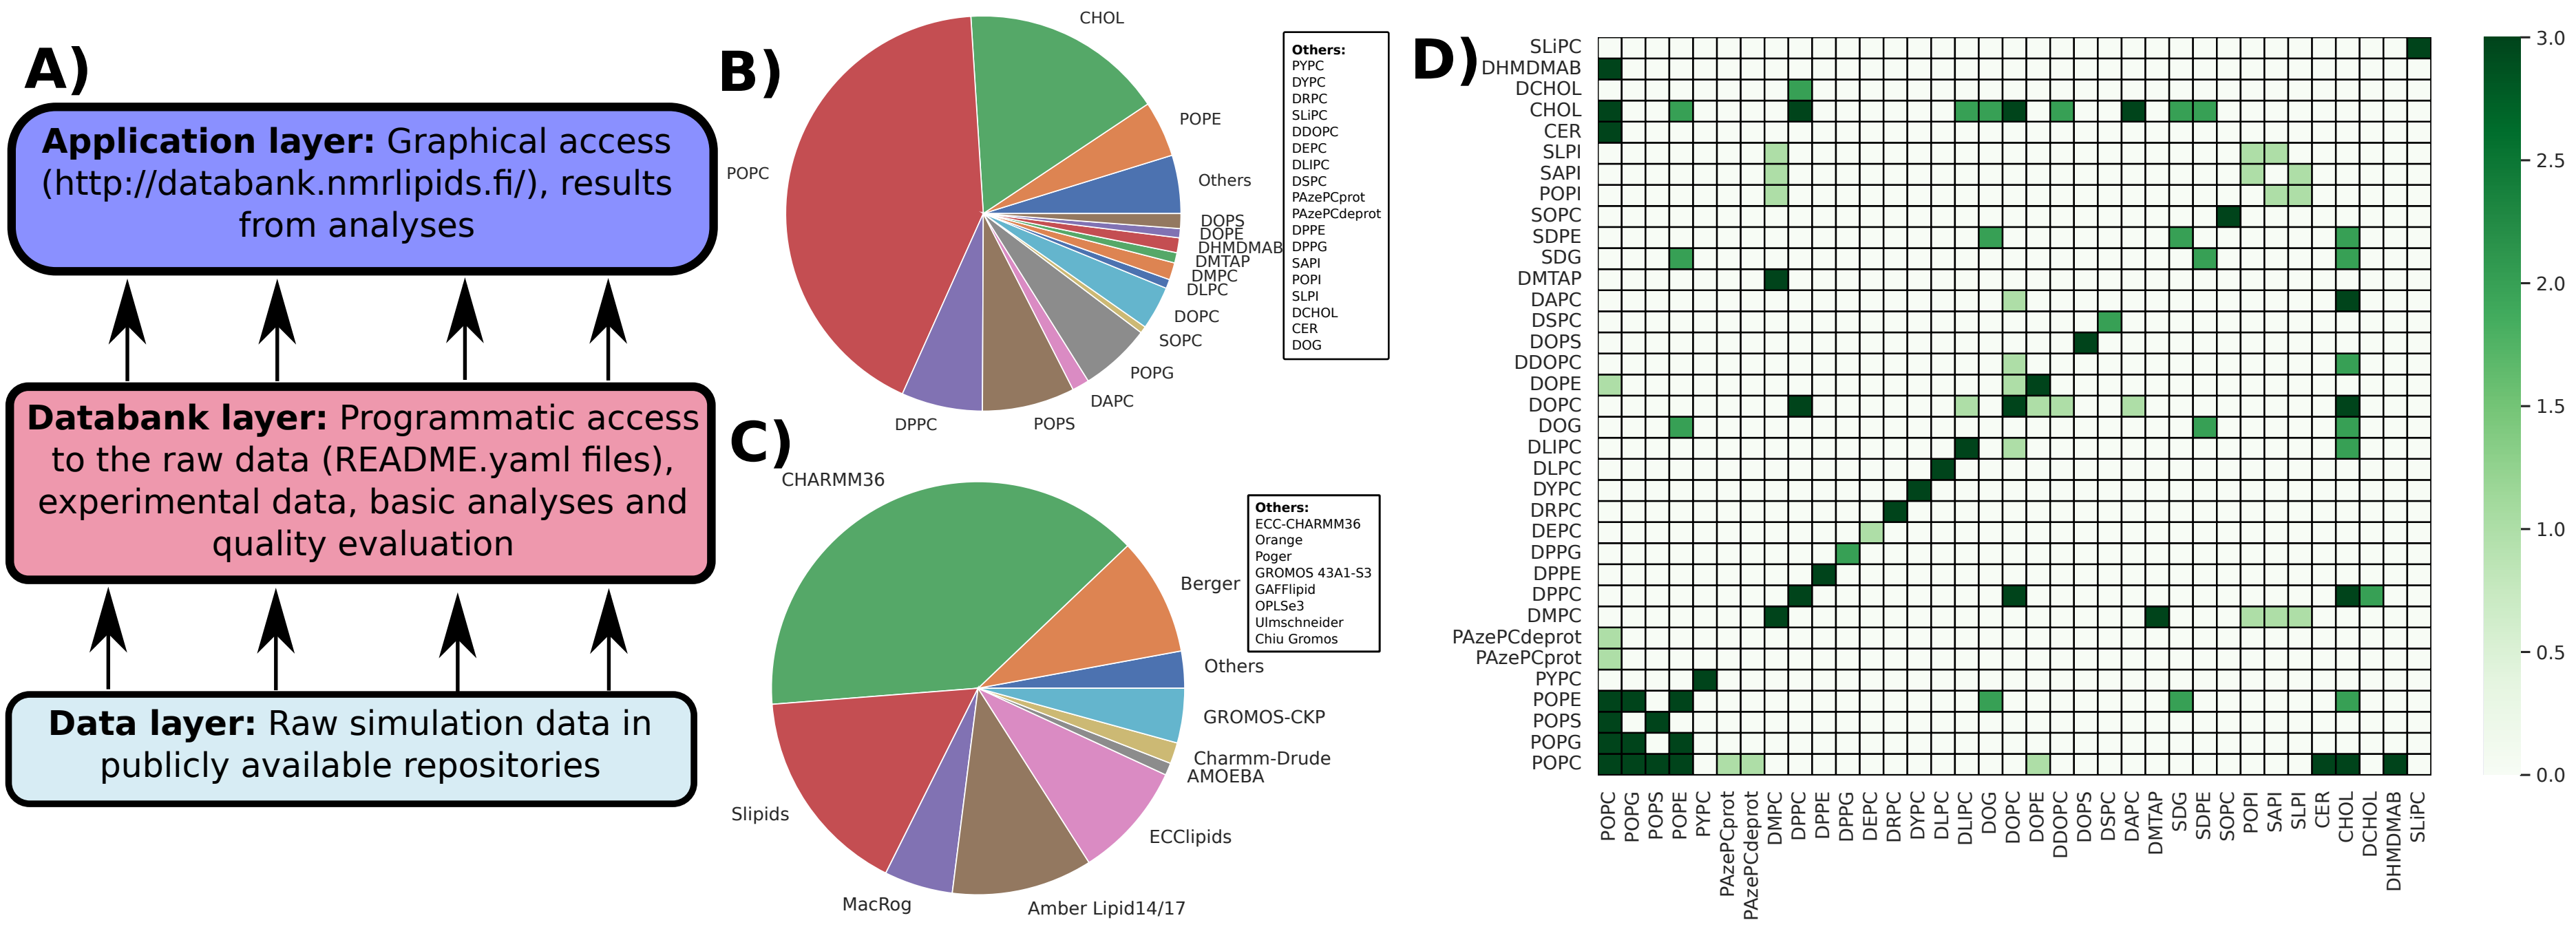 A)
Application layer: Graphical access
(http://databank.nmrlipids.fi/), results
from analyses
Databank layer: Programmatic access
to the raw data (README.yaml files),
experimental data, basic analyses and
quality evaluation
Data layer: Raw simulation data in
publicly available repositories
B)
CHOL
POPE
Others
DOPS
DOPE
DHMDMAB
DMTAP
DMPC
DLPC
DOPC
SOPC
POPG
DAPC
POPS
DPPC
POPC
Others:
PYPC
DYPC
DRPC
SLiPC
DDOPC
DEPC
DLIPC
DSPC
PAzePCprot
PAzePCdeprot
DPPE
DPPG
SAPI
POPI
SLPI
DCHOL
CER
DOG
C)
CHARMM36
Berger
Others
GROMOS-CKP
Charmm-Drude
AMOEBA
ECClipids
Amber Lipid14/17
MacRog
Slipids
Others:
ECC-CHARMM36
Orange
Poger
GROMOS 43A1-S3
GAFFlipid
OPLSe3
Ulmschneider
Chiu Gromos
D)
SLiPC
DHMDMAB
DCHOL
CHOL
CER
SLPI
SAPI
POPI
SOPC
SDPE
SDG
DMTAP
DAPC
DSPC
DOPS
DDOPC
DOPE
DOPC
DOG
DLIPC
DLPC
DYPC
DRPC
DEPC
DPPG
DPPE
DPPC
DMPC
PAzePCdeprot
PAzePCprot
PYPC
POPE
POPS
POPG
POPC
POPC
POPG
POPS
POPE
PYPC
PAzePCprot
PAzePCdeprot
DMPC
DPPC
DPPE
DPPG
DEPC
DRPC
DYPC
DLPC
DLIPC
DOG
DOPC
DOPE
DDOPC
DOPS
DSPC
DAPC
DMTAP
SDG
SDPE
SOPC
POPI
SAPI
SLPI
CER
CHOL
DCHOL
DHMDMAB
SLiPC
3.0
2.5
2.0
1.5
1.0
0.5
0.0